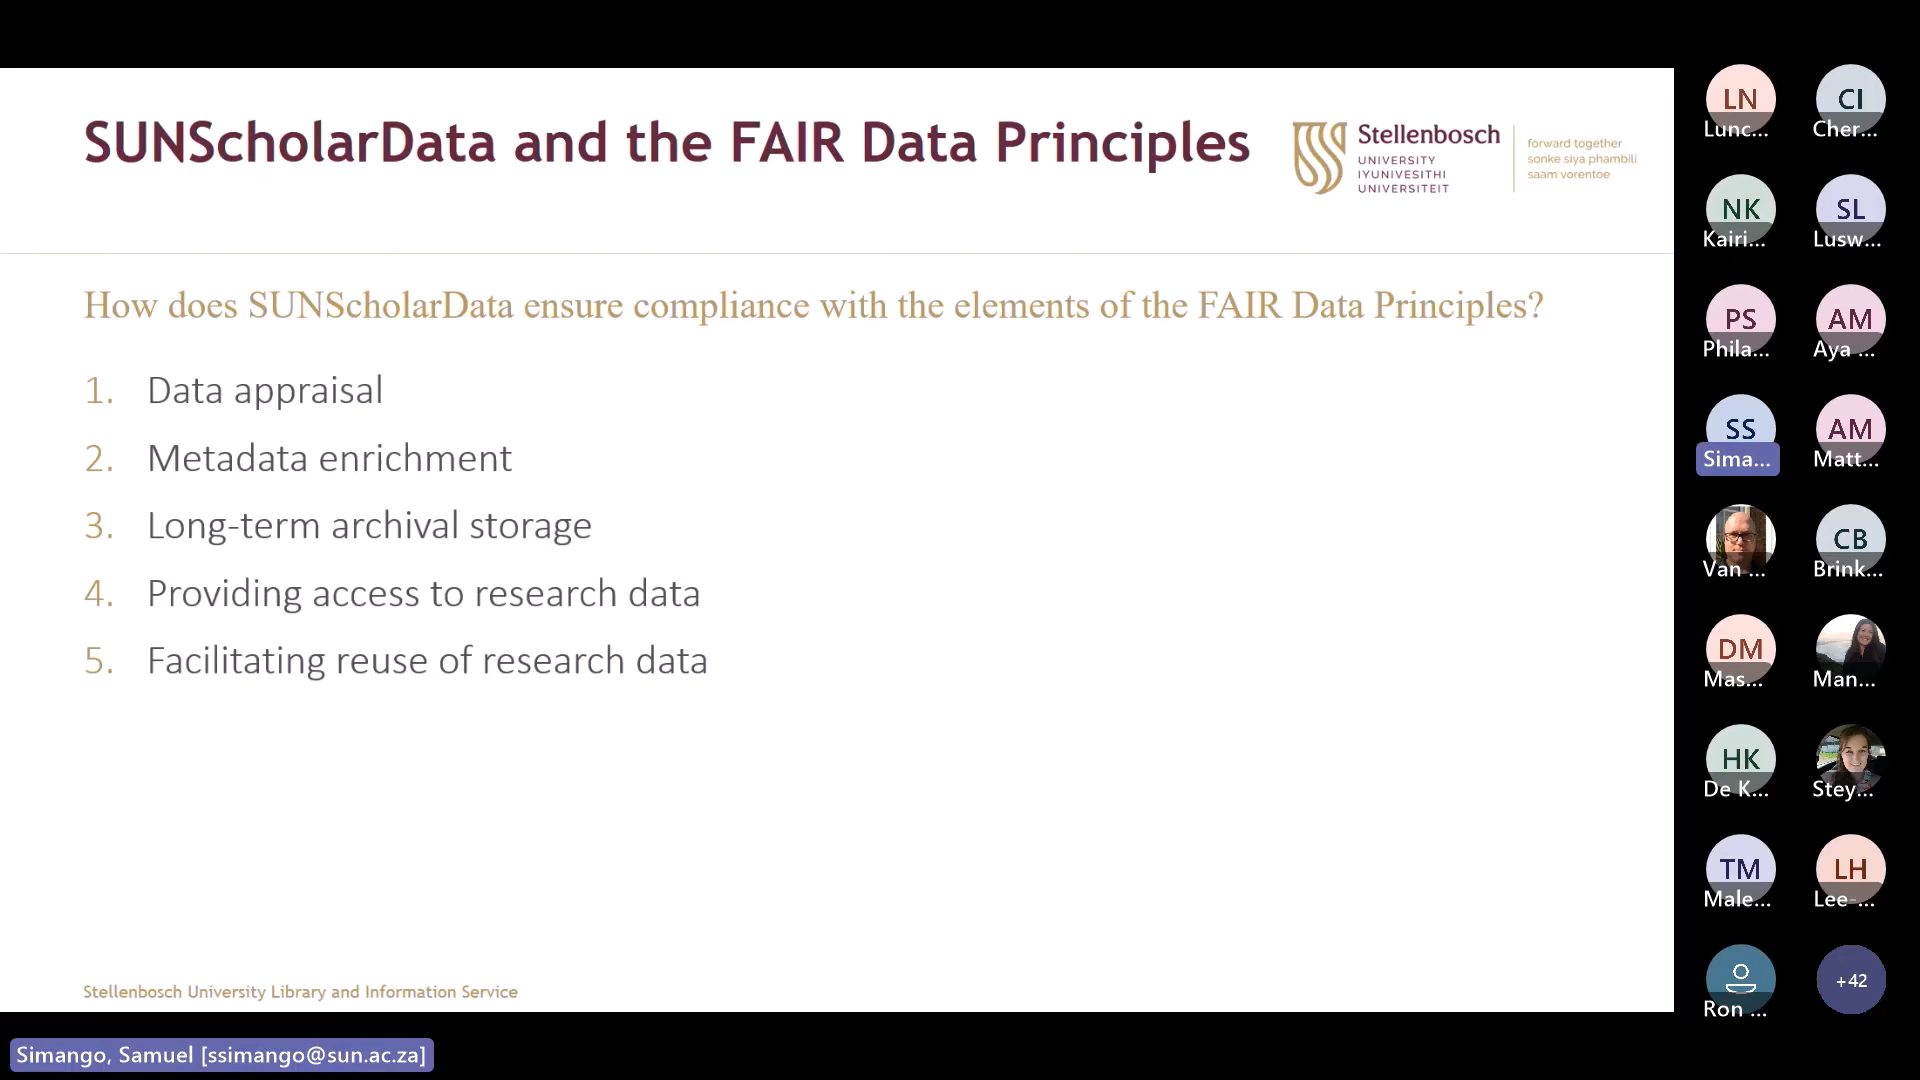 SUNScholarData and the FAIR Data Principles
Stellenbosch
UNIVERSITY
IYUNIVESITHI
UNIVERSITEIT
forward together
sonke siya phambili
saam vorentoe
How does SUNScholarData ensure compliance with the elements of the FAIR Data Principles?
1. Data appraisal
2. Metadata enrichment
3. Long-term archival storage
4. Providing access to research data
5. Facilitating reuse of research data
Stellenbosch University Library and Information Service
Simango, Samuel [ssimango@sun.ac.za]
LN
Lunc...
CI
Cher...
NK
Kairi...
SL
Lusw...
PS
Phila...
AM
Aya ...
SS
Sima...
AM
Matt...
Van ...
CB
Brink...
DM
Mas...
Man...
HK
De K...
Stey...
TM
Male...
LH
Lee-...
Ron ...
+42